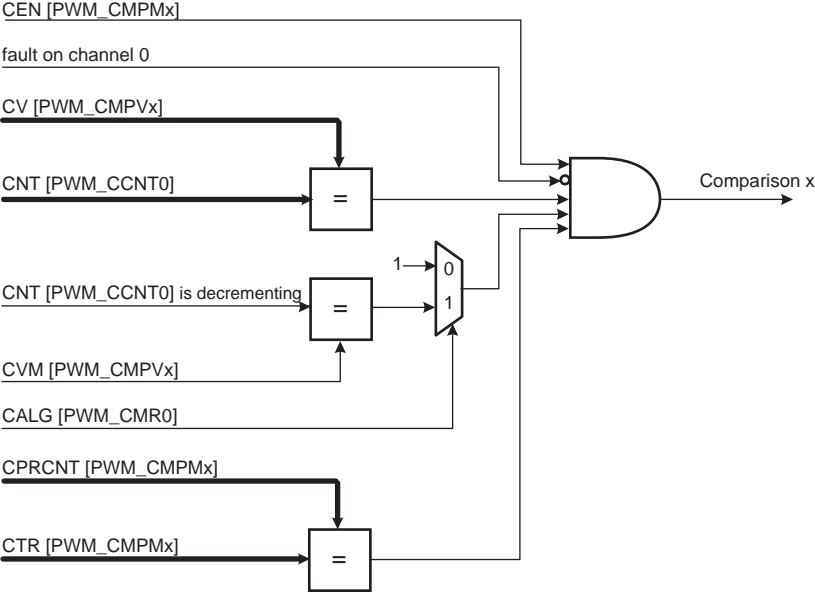 CEN [PWM_CMPMx]
fault on channel 0
CV [PWM_CMPVx]
CNT [PWM_CCNT0]
=
Comparison x
1
0
CNT [PWM_CCNT0] is decrementing
=
1
CVM [PWM_CMPVx]
CALG [PWM_CMR0]
CPRCNT [PWM_CMPMx]
CTR [PWM_CMPMx]
=